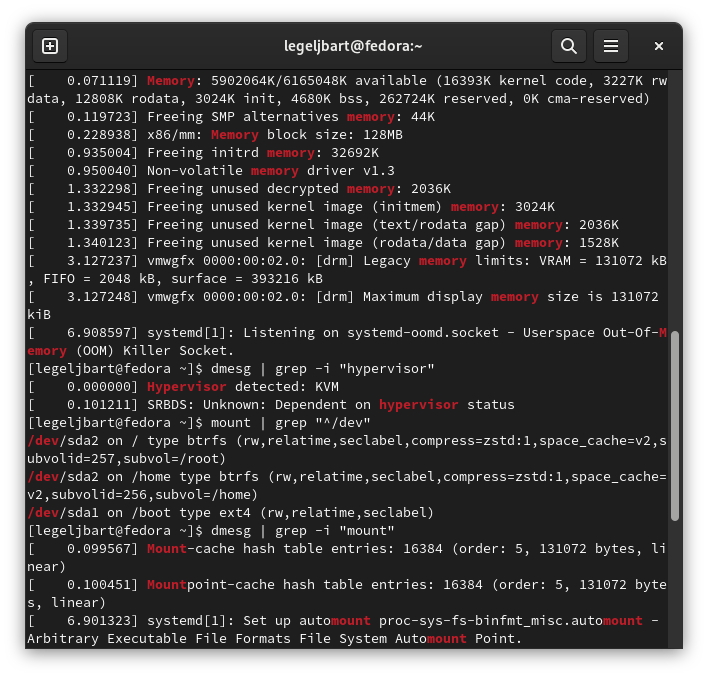 legeljbart@fedora:~
[    0.071119] Memory: 5902064K/6165048K available (16393K kernel code, 3227K rw
data, 12808K rodata, 3024K init, 4680K bss, 262724K reserved, 0K cma-reserved)
[    0.119723] Freeing SMP alternatives memory: 44K
[    0.228938] x86/mm: Memory block size: 128MB
[    0.935004] Freeing initrd memory: 32692K
[    0.950040] Non-volatile memory driver v1.3
[    1.332298] Freeing unused decrypted memory: 2036K
[    1.332945] Freeing unused kernel image (initmem) memory: 3024K
[    1.339735] Freeing unused kernel image (text/rodata gap) memory: 2036K
[    1.340123] Freeing unused kernel image (rodata/data gap) memory: 1528K
[    3.127237] vmwgfx 0000:00:02.0: [drm] Legacy memory limits: VRAM = 131072 kB
, FIFO = 2048 kB, surface = 393216 kB
[    3.127248] vmwgfx 0000:00:02.0: [drm] Maximum display memory size is 131072
kiB
[    6.908597] systemd[1]: Listening on systemd-oomd.socket - Userspace Out-Of-M
emory (OOM) Killer Socket.
[legeljbart@fedora ~]$ dmesg | grep -i "hypervisor"
[    0.000000] Hypervisor detected: KVM
[    0.101211] SRBDS: Unknown: Dependent on hypervisor status
[legeljbart@fedora ~]$ mount | grep "^/dev"
/dev/sda2 on / type btrfs (rw,relatime,seclabel,compress=zstd:1,space_cache=v2,s
ubvolid=257,subvol=/root)
/dev/sda2 on /home type btrfs (rw,relatime,seclabel,compress=zstd:1,space_cache=
v2,subvolid=256,subvol=/home)
/dev/sda1 on /boot type ext4 (rw,relatime,seclabel)
[legeljbart@fedora ~]$ dmesg | grep -i "mount"
[    0.099567] Mount-cache hash table entries: 16384 (order: 5, 131072 bytes, li
near)
[    0.100451] Mountpoint-cache hash table entries: 16384 (order: 5, 131072 byte
s, linear)
[    6.901323] systemd[1]: Set up automount proc-sys-fs-binfmt_misc.automount -
Arbitrary Executable File Formats File System Automount Point.